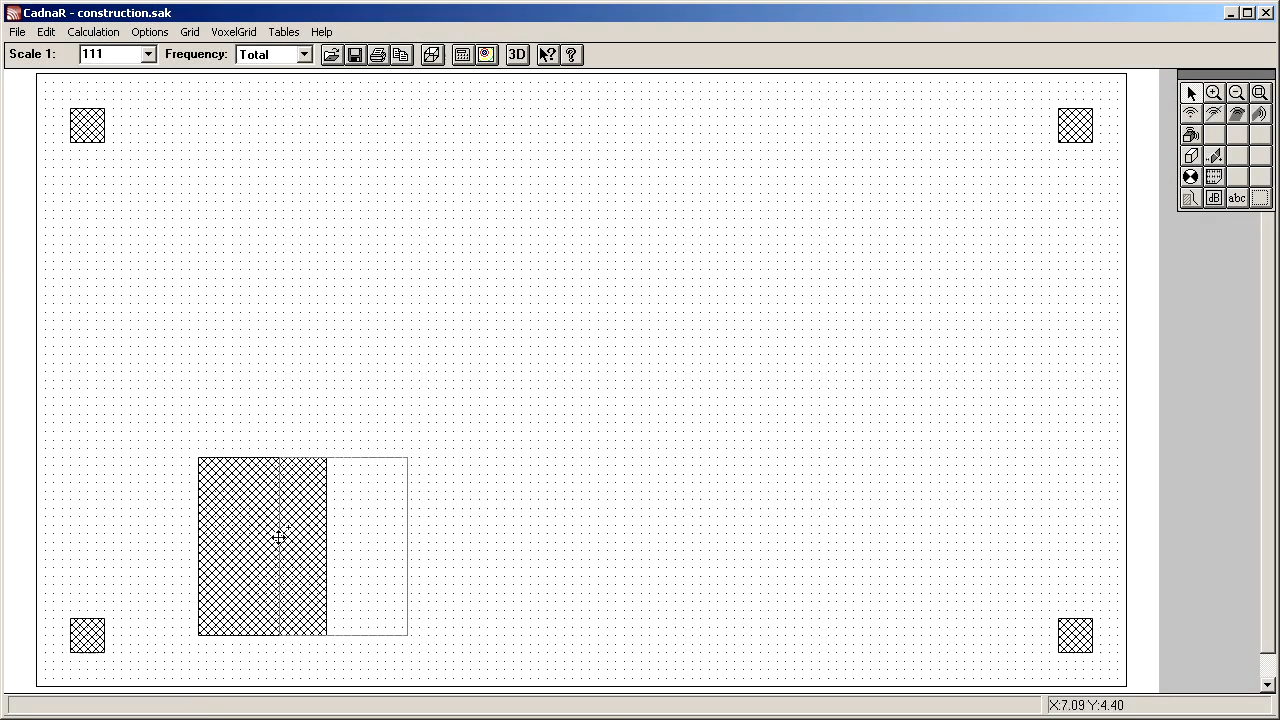 CadnaR - construction.sak
File Edit Calculation Options Grid VoxelGrid Tables Help
Scale 1: 111 Frequency: Total 3D ? ?
dB abc
X:7.09 Y:4.40